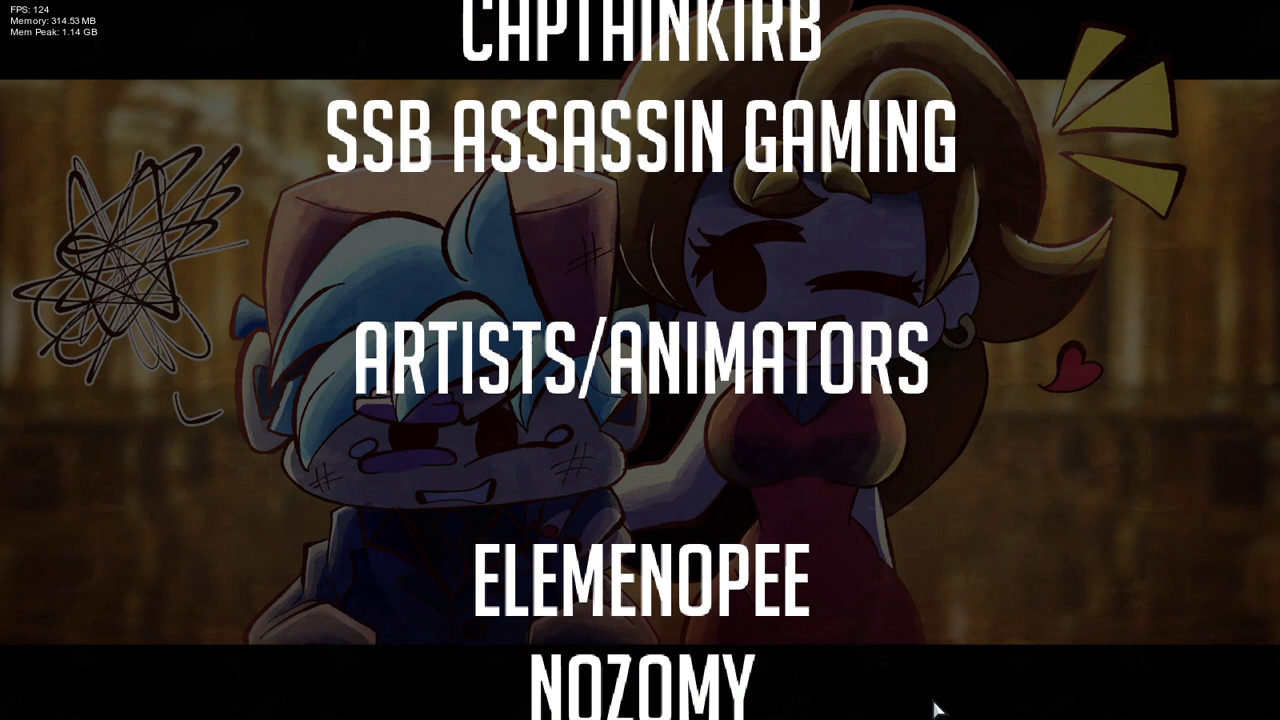 FPS: 124
Memory: 314.53 MB
Mem Peak: 1.14 GB
CAPTAINKIRB
SSB ASSASSIN GAMING
ARTISTS/ANIMATORS
ELEMENOPEE
NOZOMY